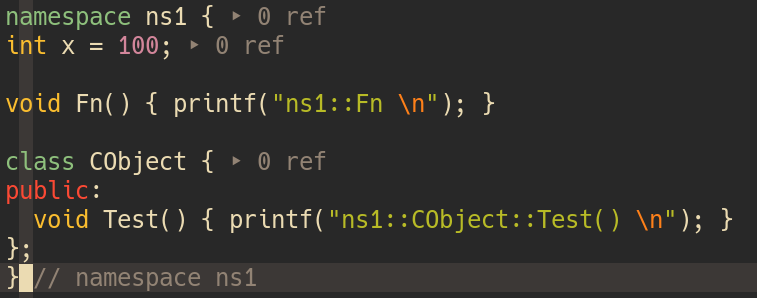 namespace ns1 { ‣ 0 ref
int x = 100; ‣ 0 ref
void Fn() { printf("ns1::Fn \n"); }
class CObject { ‣ 0 ref
public:
void Test() { printf("ns1::CObject::Test() \n"); }
};
} // namespace ns1